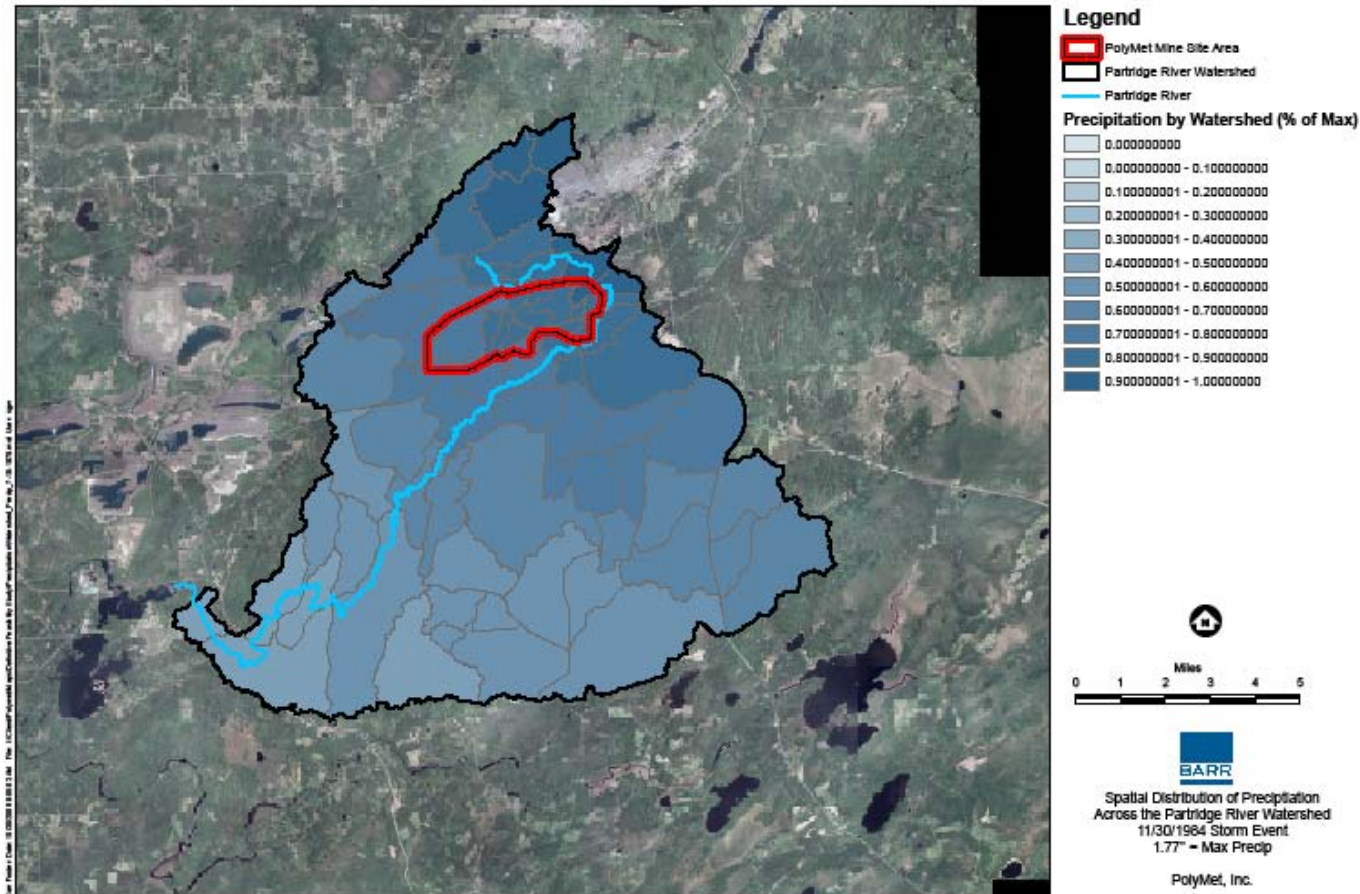 Legend
PolyMet Mine Site Area
Partridge River Watershed
Partridge River
Precipitation by Watershed (% of Max)
0.000000000
0.000000000 - 0.100000000
0.100000001 - 0.200000000
0.200000001 - 0.300000000
0.300000001 - 0.400000000
0.400000001 - 0.500000000
0.500000001 - 0.600000000
0.600000001 - 0.700000000
0.700000001 - 0.800000000
0.800000001 - 0.900000000
0.900000001 - 1.00000000
N
Miles
0 1 2 3 4 5
BARR
Spatial Distribution of Precipitation
Across the Partridge River Watershed
11/30/1984 Storm Event
1.77" = Max Precip
PolyMet, Inc.